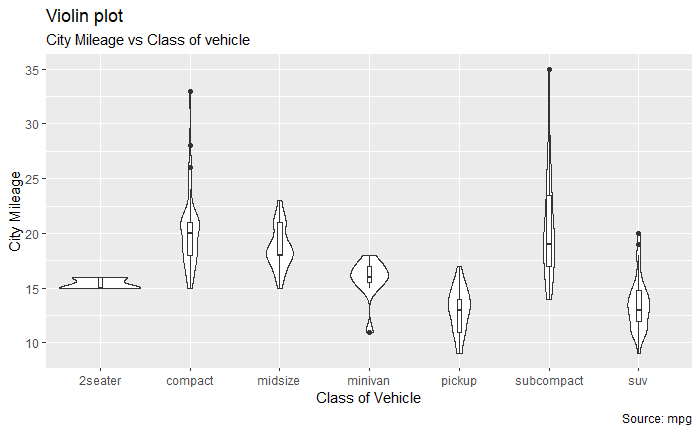 Violin plot
City Mileage vs Class of vehicle
City Mileage
35
30
25
20
15
10
2seater compact midsize minivan pickup subcompact suv
Class of Vehicle
Source: mpg